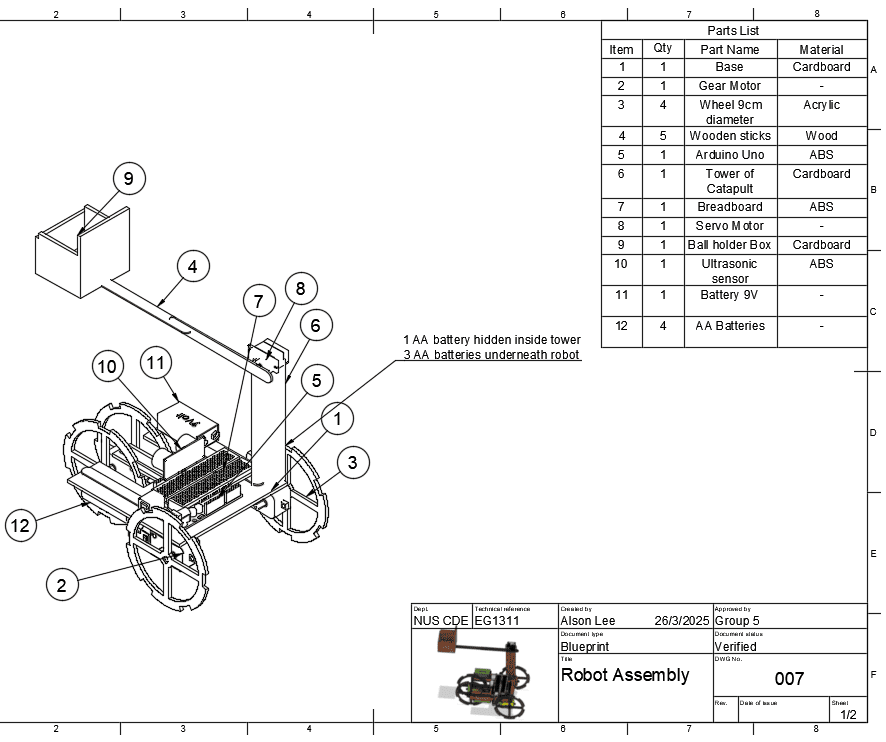 2 3 4 5 6 7 8
Parts List
Item Qty Part Name Material
1 1 Base Cardboard
2 1 Gear Motor -
3 4 Wheel 9cm diameter Acrylic
4 5 Wooden sticks Wood
5 1 Arduino Uno ABS
6 1 Tower of Catapult Cardboard
7 1 Breadboard ABS
8 1 Servo Motor -
9 1 Ball holder Box Cardboard
10 1 Ultrasonic sensor ABS
11 1 Battery 9V -
12 4 AA Batteries -
A
B
C
D
E
F
9
4
7
8
6
1 AA battery hidden inside tower
3 AA batteries underneath robot
11
10
5
1
9Volt
3
12
2
Dept.
NUS CDE
Technical reference
EG1311
Created by
Alson Lee 26/3/2025
Approved by
Group 5
Document type
Blueprint
Document status
Verified
Title
Robot Assembly
DWG No.
007
Rev.
Date of issue
Sheet
1/2
2 3 4 5 6 7 8